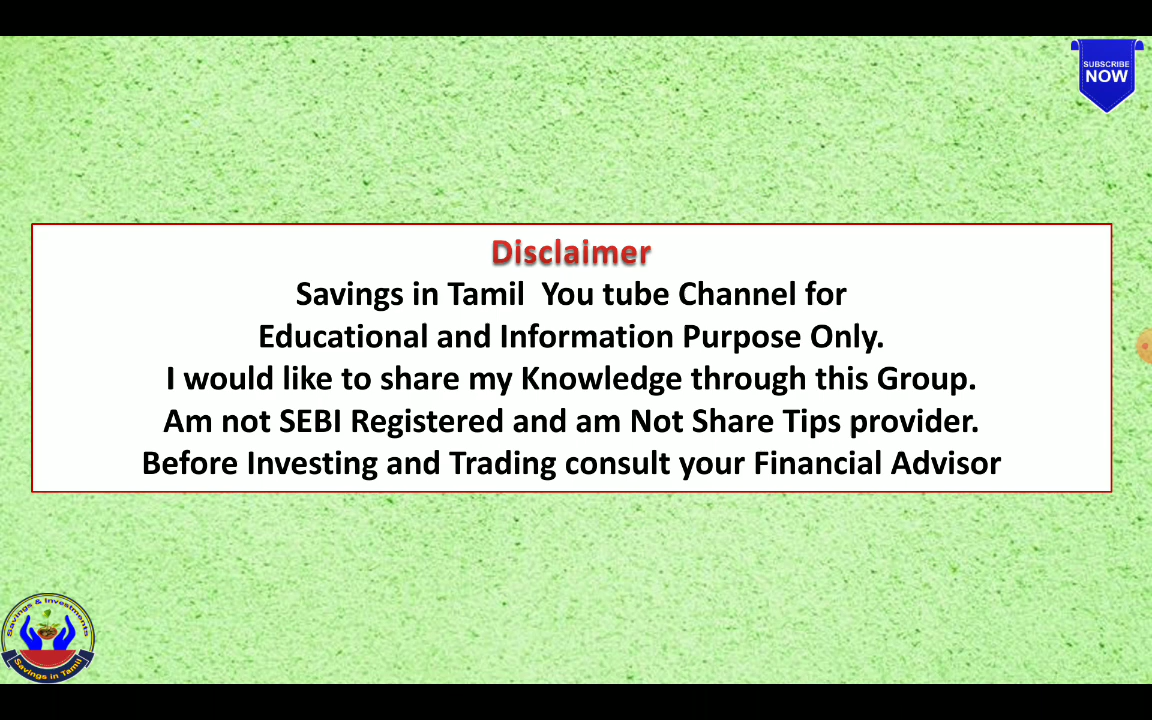 SUBSCRIBE
NOW
Disclaimer
Savings in Tamil You tube Channel for
Educational and Information Purpose Only.
I would like to share my Knowledge through this Group.
Am not SEBI Registered and am Not Share Tips provider.
Before Investing and Trading consult your Financial Advisor
Savings & Investments
Savings in Tamil